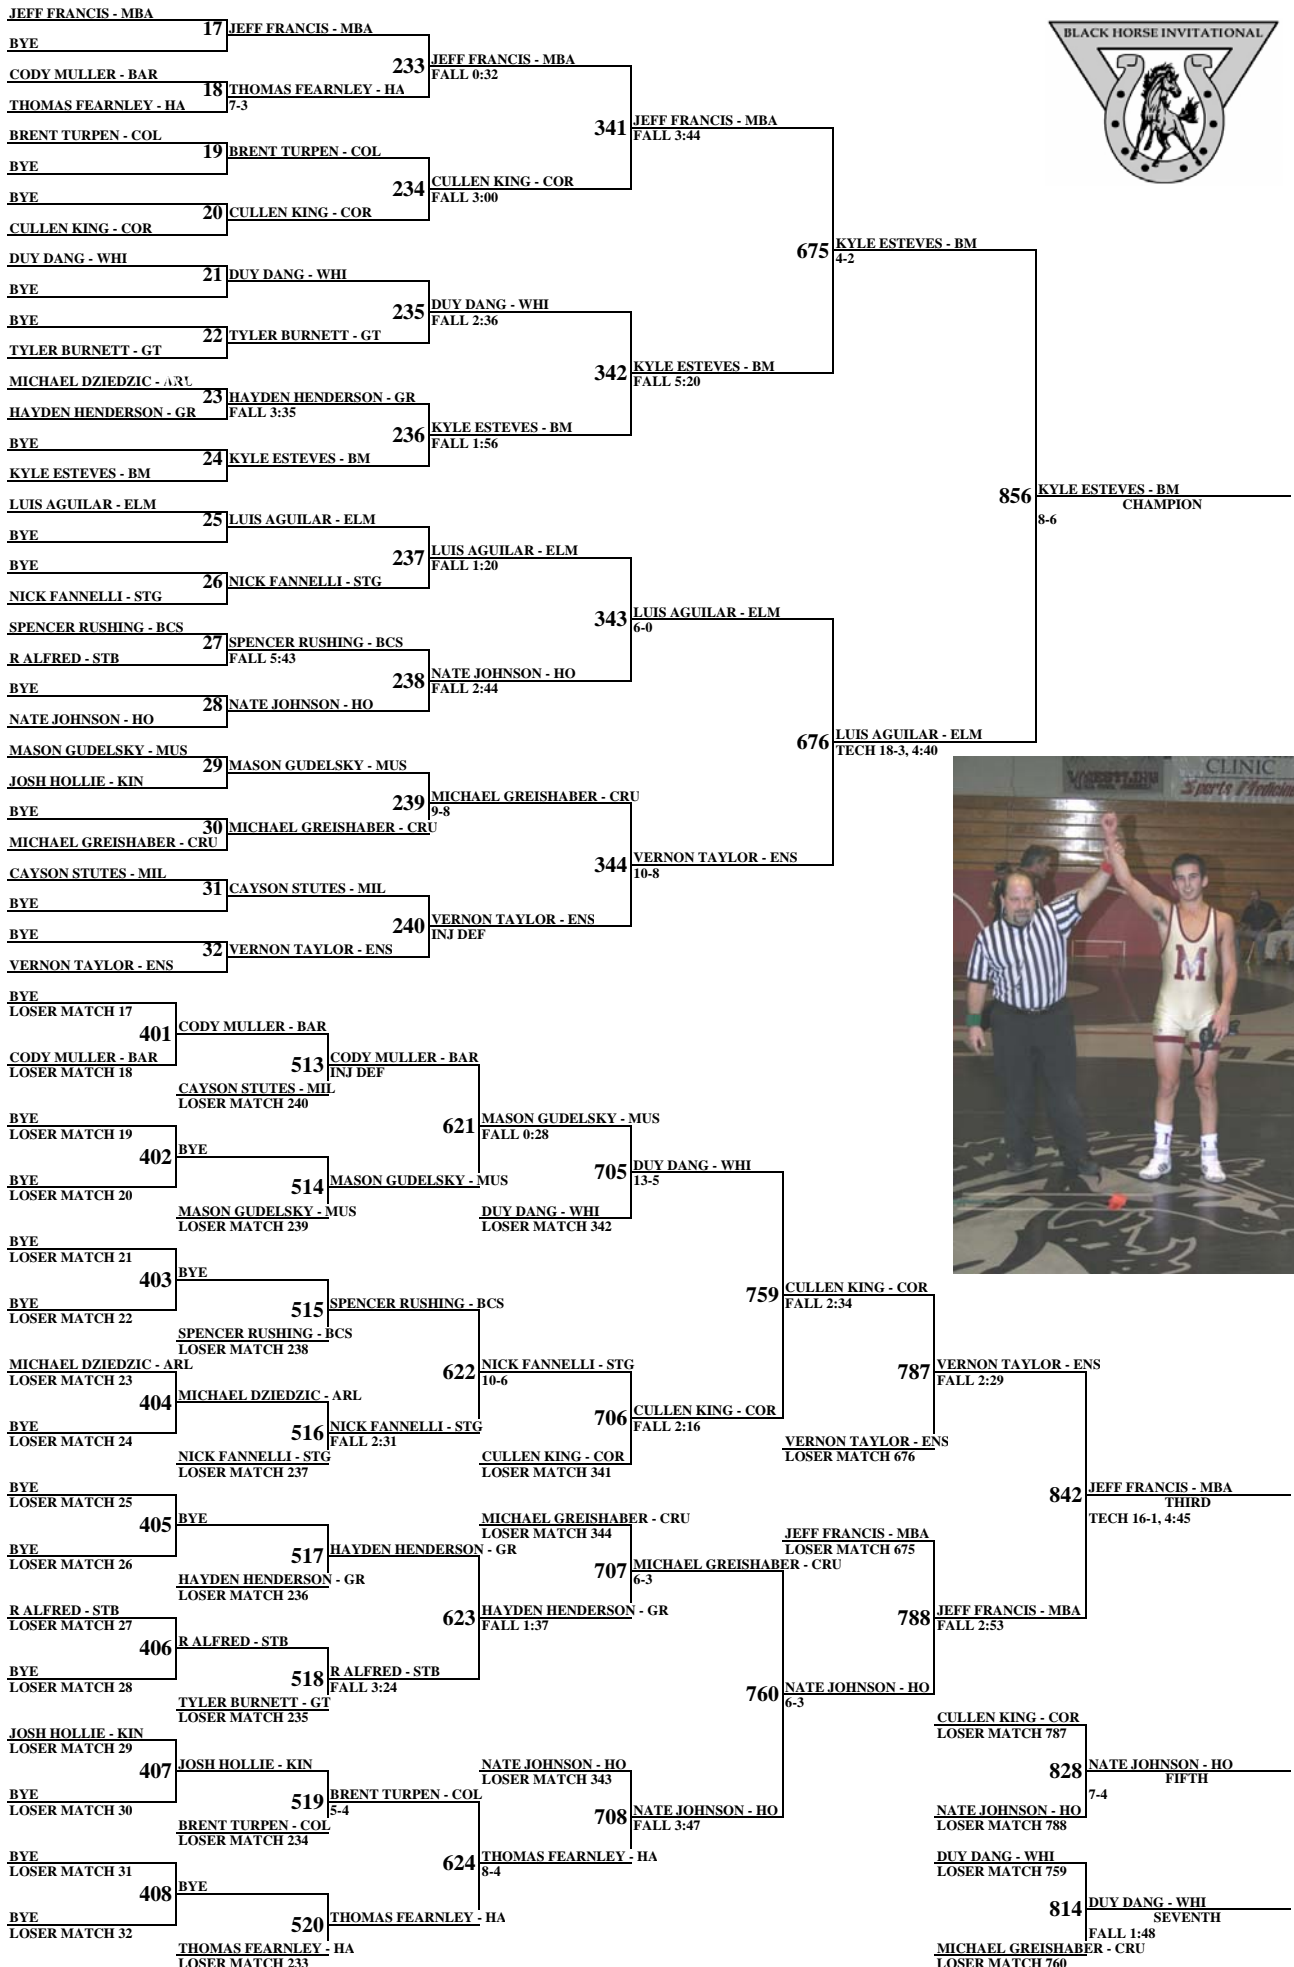 JEFF FRANCIS - MBA
BYE
17
JEFF FRANCIS - MBA
CODY MULLER - BAR
THOMAS FEARNLEY - HA
18
THOMAS FEARNLEY - HA
7-3
233
JEFF FRANCIS - MBA
FALL 0:32
BRENT TURPEN - COL
BYE
19
BRENT TURPEN - COL
BYE
CULLEN KING - COR
20
CULLEN KING - COR
234
CULLEN KING - COR
FALL 3:00
341
JEFF FRANCIS - MBA
FALL 3:44
DUY DANG - WHI
BYE
21
DUY DANG - WHI
BYE
TYLER BURNETT - GT
22
TYLER BURNETT - GT
235
DUY DANG - WHI
FALL 2:36
MICHAEL DZIEDZIC - ARL
HAYDEN HENDERSON - GR
23
HAYDEN HENDERSON - GR
FALL 3:35
BYE
KYLE ESTEVES - BM
24
KYLE ESTEVES - BM
236
KYLE ESTEVES - BM
FALL 1:56
342
KYLE ESTEVES - BM
FALL 5:20
675
KYLE ESTEVES - BM
4-2
LUIS AGUILAR - ELM
BYE
25
LUIS AGUILAR - ELM
BYE
NICK FANNELLI - STG
26
NICK FANNELLI - STG
237
LUIS AGUILAR - ELM
FALL 1:20
SPENCER RUSHING - BCS
R ALFRED - STB
27
SPENCER RUSHING - BCS
FALL 5:43
BYE
NATE JOHNSON - HO
28
NATE JOHNSON - HO
238
NATE JOHNSON - HO
FALL 2:44
343
LUIS AGUILAR - ELM
6-0
MASON GUDELSKY - MUS
JOSH HOLLIE - KIN
29
MASON GUDELSKY - MUS
BYE
MICHAEL GREISHABER - CRU
30
MICHAEL GREISHABER - CRU
239
MICHAEL GREISHABER - CRU
9-8
CAYSON STUTES - MIL
BYE
31
CAYSON STUTES - MIL
BYE
VERNON TAYLOR - ENS
32
VERNON TAYLOR - ENS
240
VERNON TAYLOR - ENS
INJ DEF
344
VERNON TAYLOR - ENS
10-8
676
LUIS AGUILAR - ELM
TECH 18-3, 4:40
856
KYLE ESTEVES - BM
CHAMPION
8-6
BLACK HORSE INVITATIONAL
WRESTLING
CLINIC
Sports Medicine
M
BYE
LOSER MATCH 17
401
CODY MULLER - BAR
CODY MULLER - BAR
LOSER MATCH 18
513
CODY MULLER - BAR
INJ DEF
CAYSON STUTES - MIL
LOSER MATCH 240
BYE
LOSER MATCH 19
402
BYE
BYE
LOSER MATCH 20
514
MASON GUDELSKY - MUS
MASON GUDELSKY - MUS
LOSER MATCH 239
621
MASON GUDELSKY - MUS
FALL 0:28
705
DUY DANG - WHI
13-5
DUY DANG - WHI
LOSER MATCH 342
BYE
LOSER MATCH 21
403
BYE
BYE
LOSER MATCH 22
515
SPENCER RUSHING - BCS
SPENCER RUSHING - BCS
LOSER MATCH 238
MICHAEL DZIEDZIC - ARL
LOSER MATCH 23
404
MICHAEL DZIEDZIC - ARL
BYE
LOSER MATCH 24
516
NICK FANNELLI - STG
FALL 2:31
NICK FANNELLI - STG
LOSER MATCH 237
622
NICK FANNELLI - STG
10-6
706
CULLEN KING - COR
FALL 2:16
CULLEN KING - COR
LOSER MATCH 341
759
CULLEN KING - COR
FALL 2:34
787
VERNON TAYLOR - ENS
FALL 2:29
VERNON TAYLOR - ENS
LOSER MATCH 676
BYE
LOSER MATCH 25
405
BYE
BYE
LOSER MATCH 26
517
HAYDEN HENDERSON - GR
HAYDEN HENDERSON - GR
LOSER MATCH 236
R ALFRED - STB
LOSER MATCH 27
406
R ALFRED - STB
BYE
LOSER MATCH 28
518
R ALFRED - STB
FALL 3:24
TYLER BURNETT - GT
LOSER MATCH 235
MICHAEL GREISHABER - CRU
LOSER MATCH 344
707
MICHAEL GREISHABER - CRU
6-3
623
HAYDEN HENDERSON - GR
FALL 1:37
JEFF FRANCIS - MBA
LOSER MATCH 675
788
JEFF FRANCIS - MBA
FALL 2:53
842
JEFF FRANCIS - MBA
THIRD
TECH 16-1, 4:45
760
NATE JOHNSON - HO
6-3
JOSH HOLLIE - KIN
LOSER MATCH 29
407
JOSH HOLLIE - KIN
BYE
LOSER MATCH 30
519
BRENT TURPEN - COL
5-4
BRENT TURPEN - COL
LOSER MATCH 234
BYE
LOSER MATCH 31
408
BYE
BYE
LOSER MATCH 32
520
THOMAS FEARNLEY - HA
THOMAS FEARNLEY - HA
LOSER MATCH 233
NATE JOHNSON - HO
LOSER MATCH 343
708
NATE JOHNSON - HO
FALL 3:47
624
THOMAS FEARNLEY - HA
8-4
CULLEN KING - COR
LOSER MATCH 787
828
NATE JOHNSON - HO
FIFTH
7-4
NATE JOHNSON - HO
LOSER MATCH 788
DUY DANG - WHI
LOSER MATCH 759
814
DUY DANG - WHI
SEVENTH
FALL 1:48
MICHAEL GREISHABER - CRU
LOSER MATCH 760